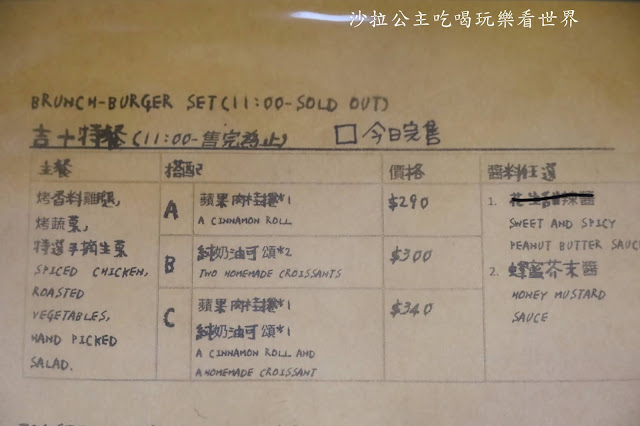 沙拉公主吃喝玩樂看世界
BRUNCH-BURGER SET(11:00-SOLD OUT)
吉士特餐(11:00-售完為止) □今日完售
主餐 搭配 價格 醬料任選
烤香料雞腿,
烤蔬菜,
特選手摘生菜
SPICED CHICKEN,
ROASTED
VEGETABLES,
HAND PICKED
SALAD.
A 蘋果肉桂捲*1 $290
A CINNAMON ROLL
B 純奶油可頌*2 $300
TWO HOMEMADE CROISSANTS
C 蘋果肉桂捲*1 $340
純奶油可頌*1
A CINNAMON ROLL AND
A HOMEMADE CROISSANT
1. 花生香辣醬
SWEET AND SPICY
PEANUT BUTTER SAUCE
2. 蜂蜜芥末醬
HONEY MUSTARD
SAUCE